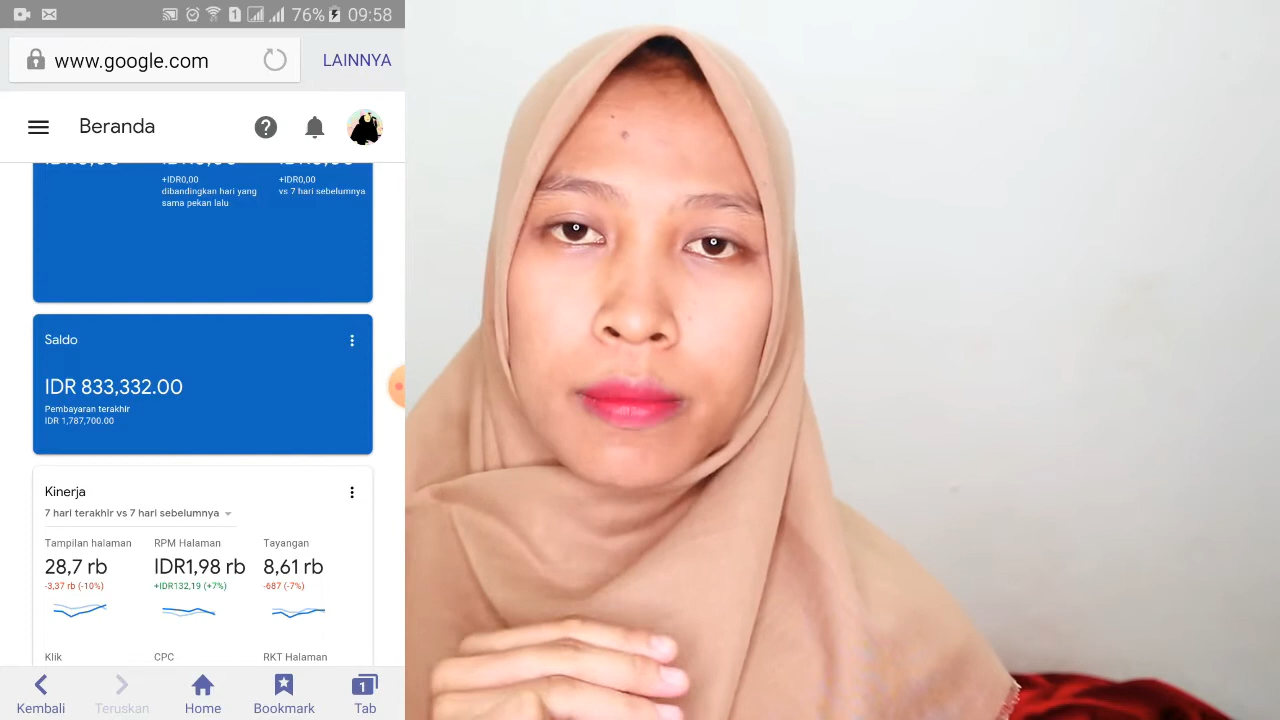 1 76% 09:58
www.google.com LAINNYA
Beranda
+IDR0,00 +IDR0,00
dibandingkan hari yang vs 7 hari sebelumnya
sama pekan lalu
Saldo
IDR 833,332.00
Pembayaran terakhir
IDR 1,787,700.00
Kinerja
7 hari terakhir vs 7 hari sebelumnya
Tampilan halaman RPM Halaman Tayangan
28,7 rb IDR1,98 rb 8,61 rb
-3,37 rb (-10%) +IDR132,19 (+7%) -687 (-7%)
Klik CPC RKT Halaman
1
Kembali Teruskan Home Bookmark Tab